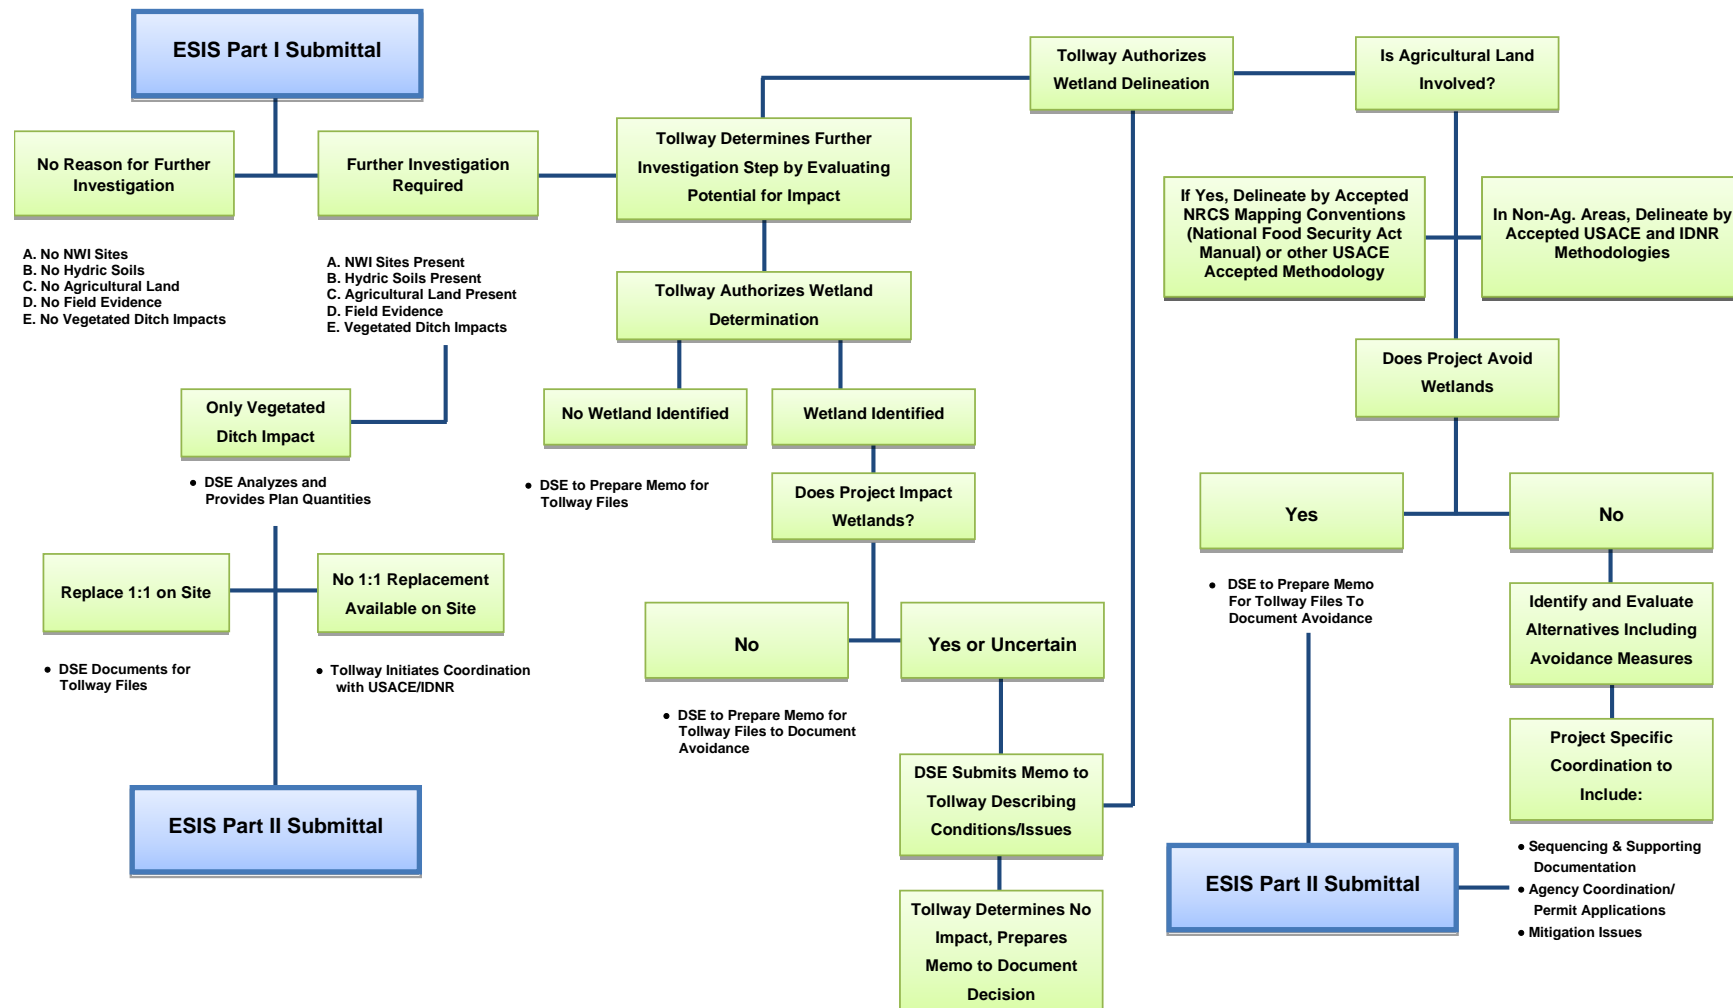 ESIS Part I Submittal
No Reason for Further
Investigation
A. No NWI Sites
B. No Hydric Soils
C. No Agricultural Land
D. No Field Evidence
E. No Vegetated Ditch Impacts
Further Investigation
Required
A. NWI Sites Present
B. Hydric Soils Present
C. Agricultural Land Present
D. Field Evidence
E. Vegetated Ditch Impacts
Only Vegetated
Ditch Impact
● DSE Analyzes and
Provides Plan Quantities
Replace 1:1 on Site
● DSE Documents for
Tollway Files
No 1:1 Replacement
Available on Site
● Tollway Initiates Coordination
with USACE/IDNR
ESIS Part II Submittal
Tollway Determines Further
Investigation Step by Evaluating
Potential for Impact
Tollway Authorizes Wetland
Determination
No Wetland Identified
● DSE to Prepare Memo for
Tollway Files
Wetland Identified
Does Project Impact
Wetlands?
No
● DSE to Prepare Memo for
Tollway Files to Document
Avoidance
Yes or Uncertain
DSE Submits Memo to
Tollway Describing
Conditions/Issues
Tollway Determines No
Impact, Prepares
Memo to Document
Decision
Tollway Authorizes
Wetland Delineation
Is Agricultural Land
Involved?
If Yes, Delineate by Accepted
NRCS Mapping Conventions
(National Food Security Act
Manual) or other USACE
Accepted Methodology
In Non-Ag. Areas, Delineate by
Accepted USACE and IDNR
Methodologies
Does Project Avoid
Wetlands
Yes
● DSE to Prepare Memo
For Tollway Files To
Document Avoidance
No
Identify and Evaluate
Alternatives Including
Avoidance Measures
Project Specific
Coordination to
Include:
● Sequencing & Supporting
Documentation
● Agency Coordination/
Permit Applications
● Mitigation Issues
ESIS Part II Submittal